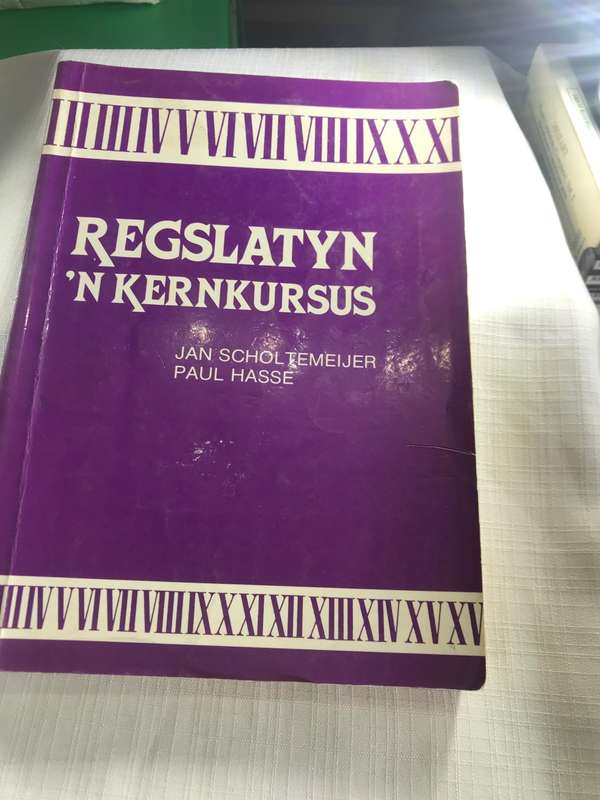 I II III IV V VI VII VIII IX X XI
REGSLATYN
'N KERNKURSUS
JAN SCHOLTEMEIJER
PAUL HASSE
III IV V VI VII VIII IX X XI XII XIII XIV XV XV